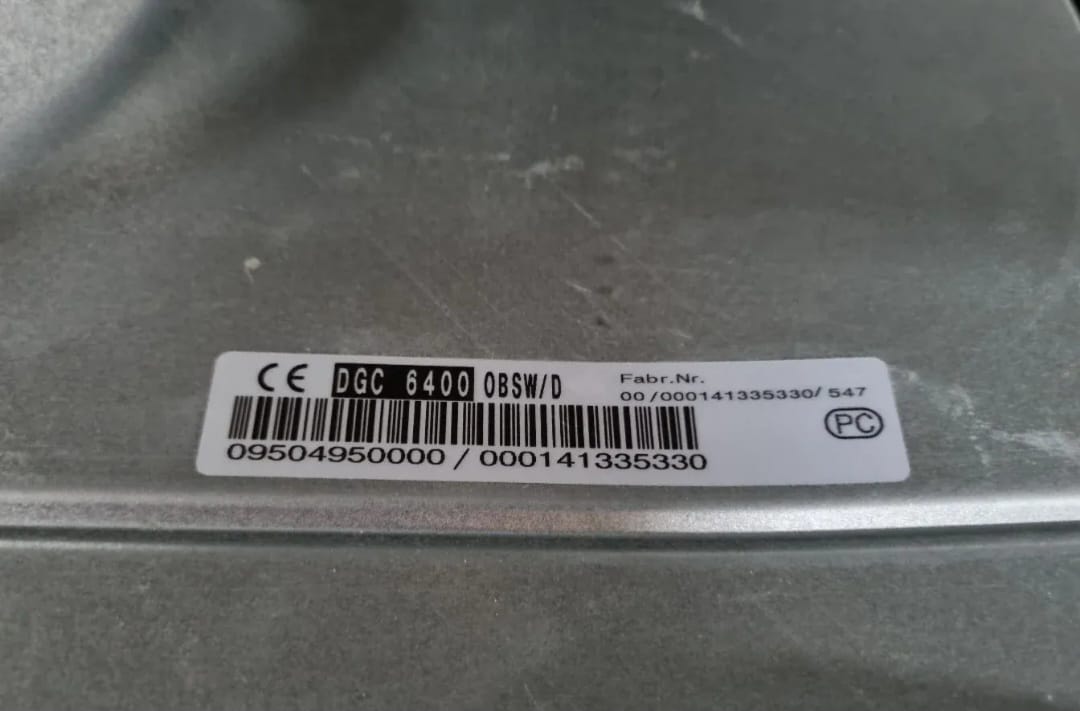 CE DGC 6400 OBSW/D
Fabr.Nr.
00/000141335330/ 547
PC
09504950000 / 000141335330